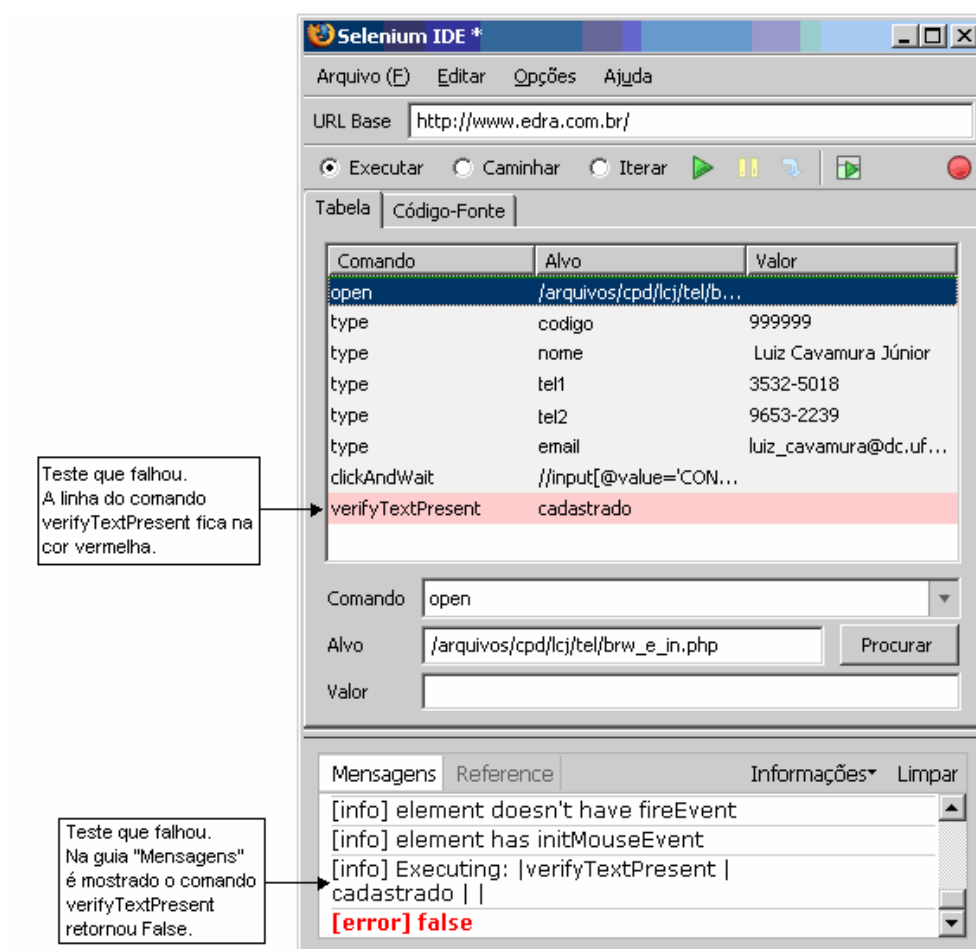 Selenium IDE *
Arquivo (F) Editar Opções Ajuda
URL Base http://www.edra.com.br/
Executar Caminhar Iterar
Tabela Código-Fonte
Comando Alvo Valor
open /arquivos/cpd/lcj/tel/b...
type codigo 999999
type nome Luiz Cavamura Júnior
type tel1 3532-5018
type tel2 9653-2239
type email luiz_cavamura@dc.uf...
clickAndWait //input[@value='CON...
verifyTextPresent cadastrado
Teste que falhou.
A linha do comando
verifyTextPresent fica na
cor vermelha.
Comando open
Alvo /arquivos/cpd/lcj/tel/brw_e_in.php Procurar
Valor
Mensagens Reference Informações Limpar
[info] element doesn't have fireEvent
[info] element has initMouseEvent
[info] Executing: |verifyTextPresent |
cadastrado | |
[error] false
Teste que falhou.
Na guia "Mensagens"
é mostrado o comando
verifyTextPresent
retornou False.